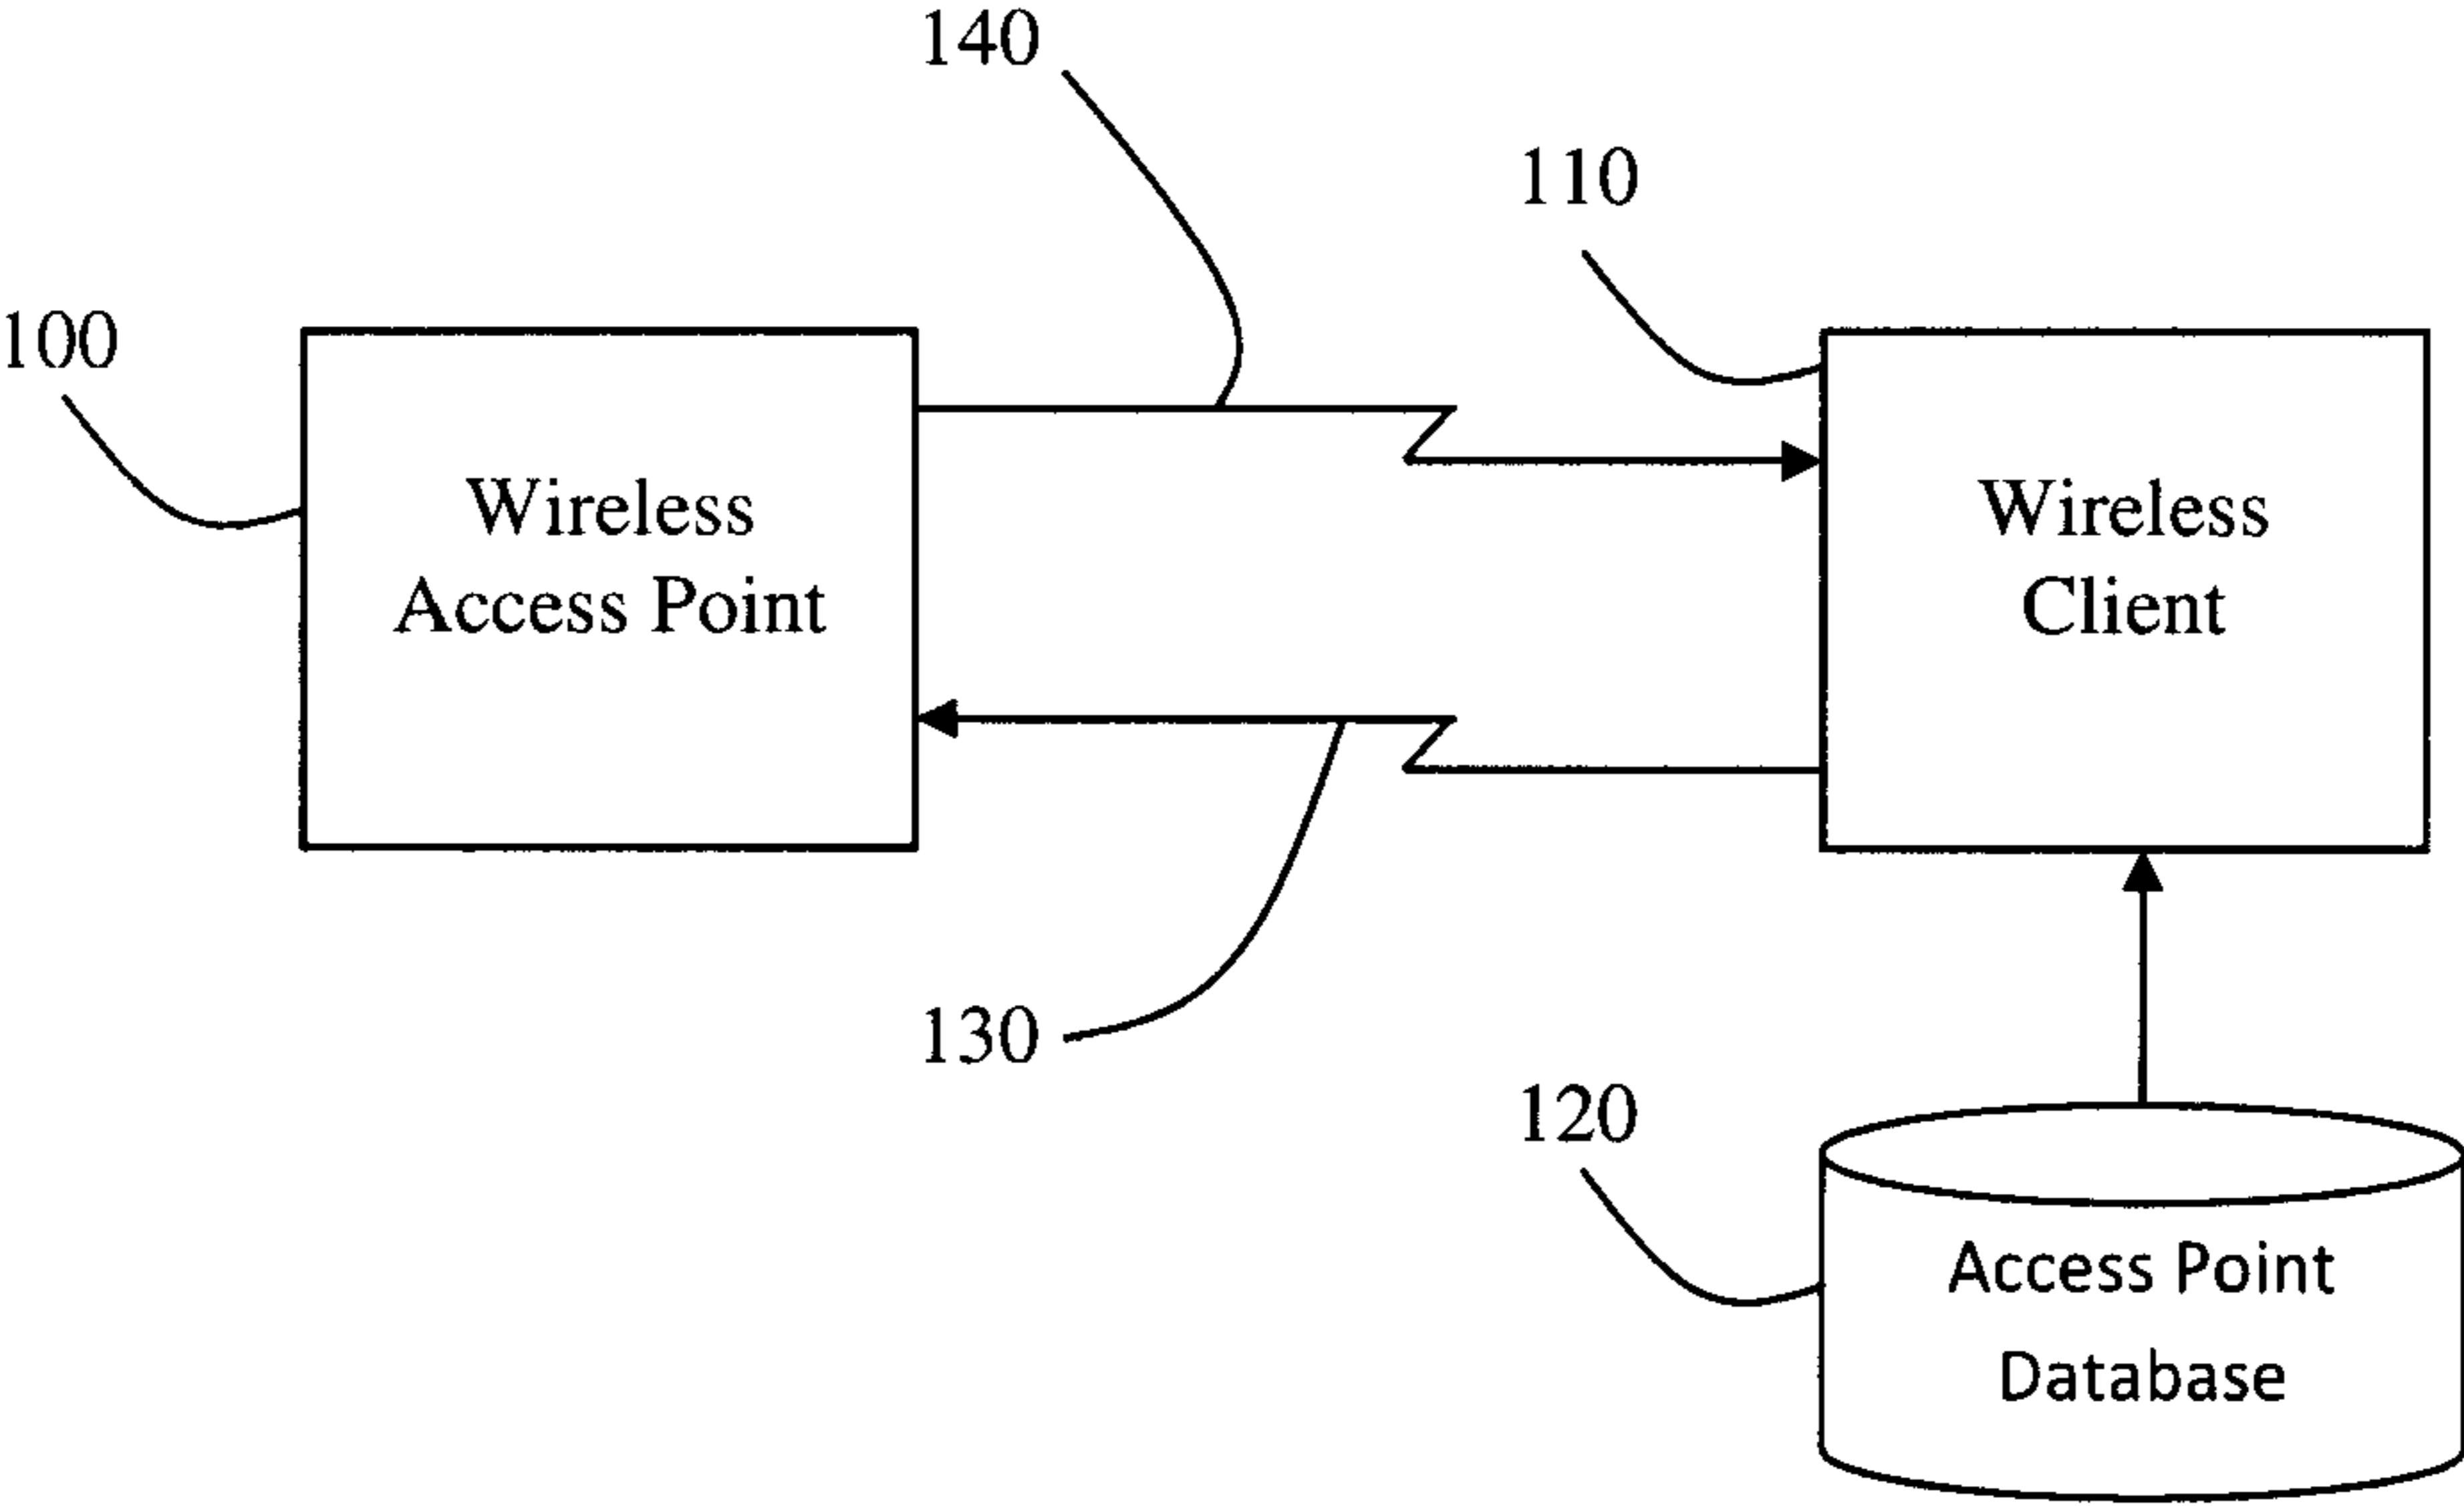 140
110
100
Wireless
Access Point
Wireless
Client
130
120
Access Point
Database